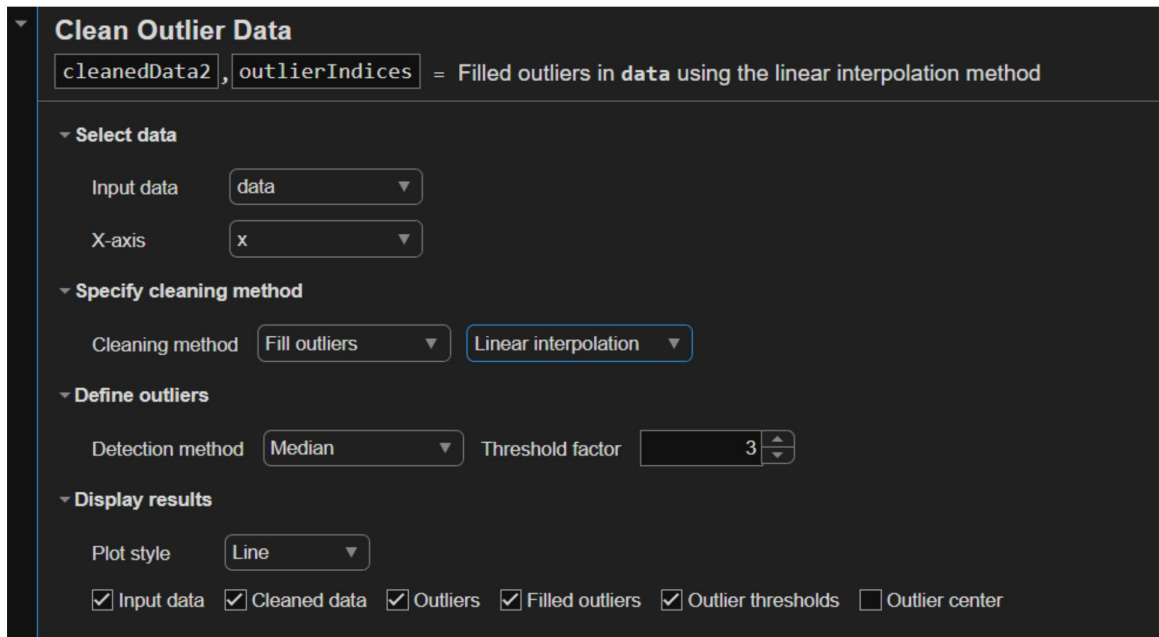 Clean Outlier Data
cleanedData2 , outlierIndices = Filled outliers in data using the linear interpolation method
Select data
Input data data
X-axis x
Specify cleaning method
Cleaning method Fill outliers Linear interpolation
Define outliers
Detection method Median Threshold factor 3
Display results
Plot style Line
Input data Cleaned data Outliers Filled outliers Outlier thresholds Outlier center